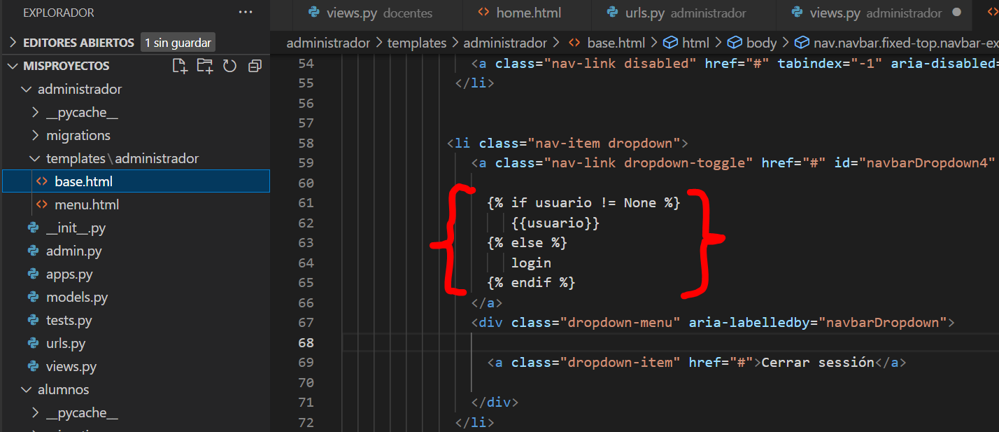 EXPLORADOR ...
EDITORES ABIERTOS 1 sin guardar
MISPROYECTOS
administrador
__pycache__
migrations
templates\administrador
base.html
menu.html
__init__.py
admin.py
apps.py
models.py
tests.py
urls.py
views.py
alumnos
__pycache__
views.py docentes home.html urls.py administrador views.py administrador
administrador > templates > administrador > base.html > html > body > nav.navbar.fixed-top.navbar-ex
54 <a class="nav-link disabled" href="#" tabindex="-1" aria-disabled=
55 </li>
56
57
58 <li class="nav-item dropdown">
59 <a class="nav-link dropdown-toggle" href="#" id="navbarDropdown4"
60
61 {% if usuario != None %}
62 {{usuario}}
63 {% else %}
64 login
65 {% endif %}
66 </a>
67 <div class="dropdown-menu" aria-labelledby="navbarDropdown">
68
69 <a class="dropdown-item" href="#">Cerrar sessión</a>
70
71 </div>
72 </li>